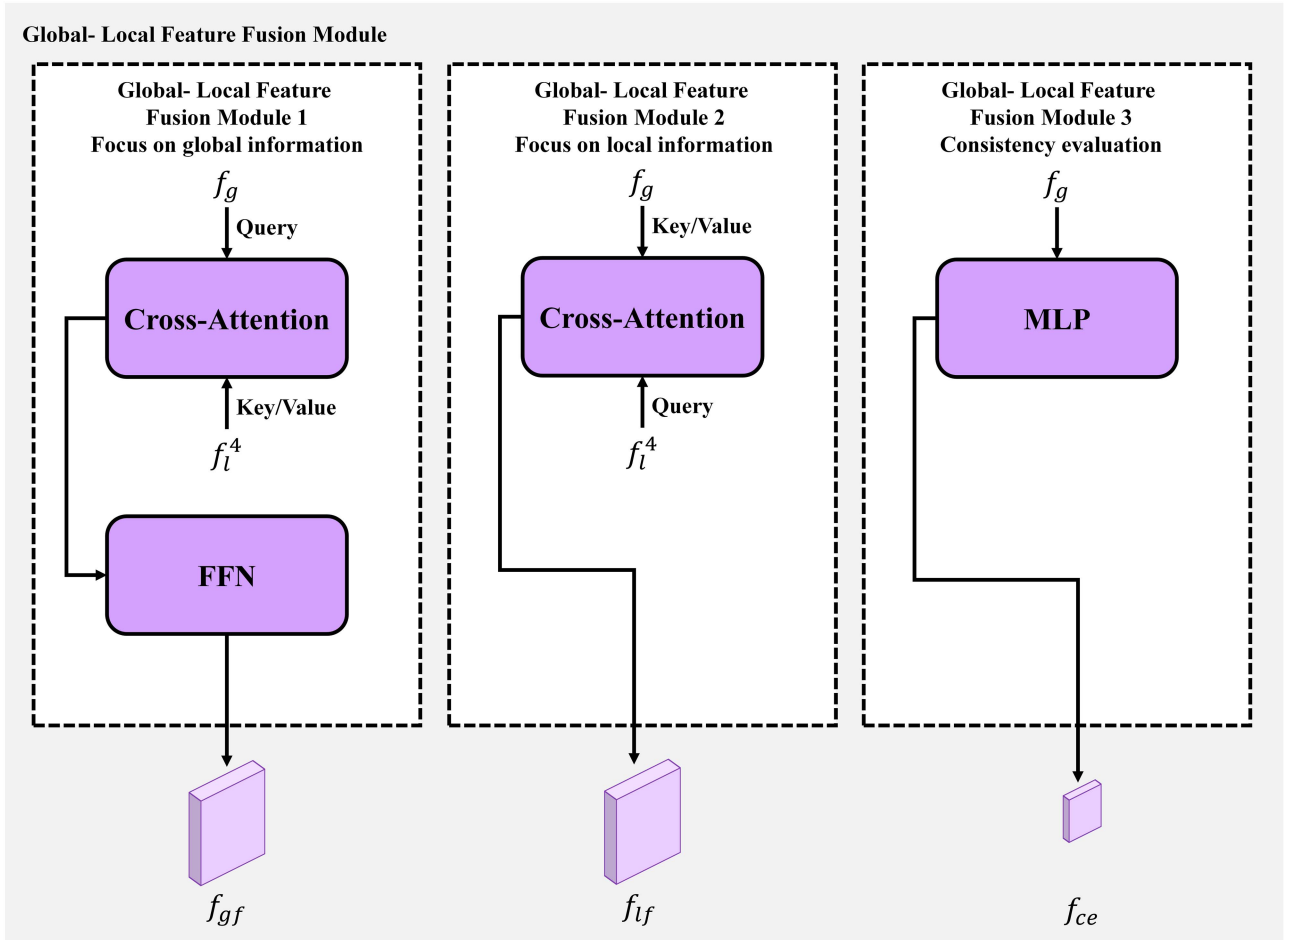 Global- Local Feature Fusion Module
Global- Local Feature
Fusion Module 1
Focus on global information
f_g
Query
Cross-Attention
Key/Value
f_l^4
FFN
f_gf
Global- Local Feature
Fusion Module 2
Focus on local information
f_g
Key/Value
Cross-Attention
Query
f_l^4
f_lf
Global- Local Feature
Fusion Module 3
Consistency evaluation
f_g
MLP
f_ce